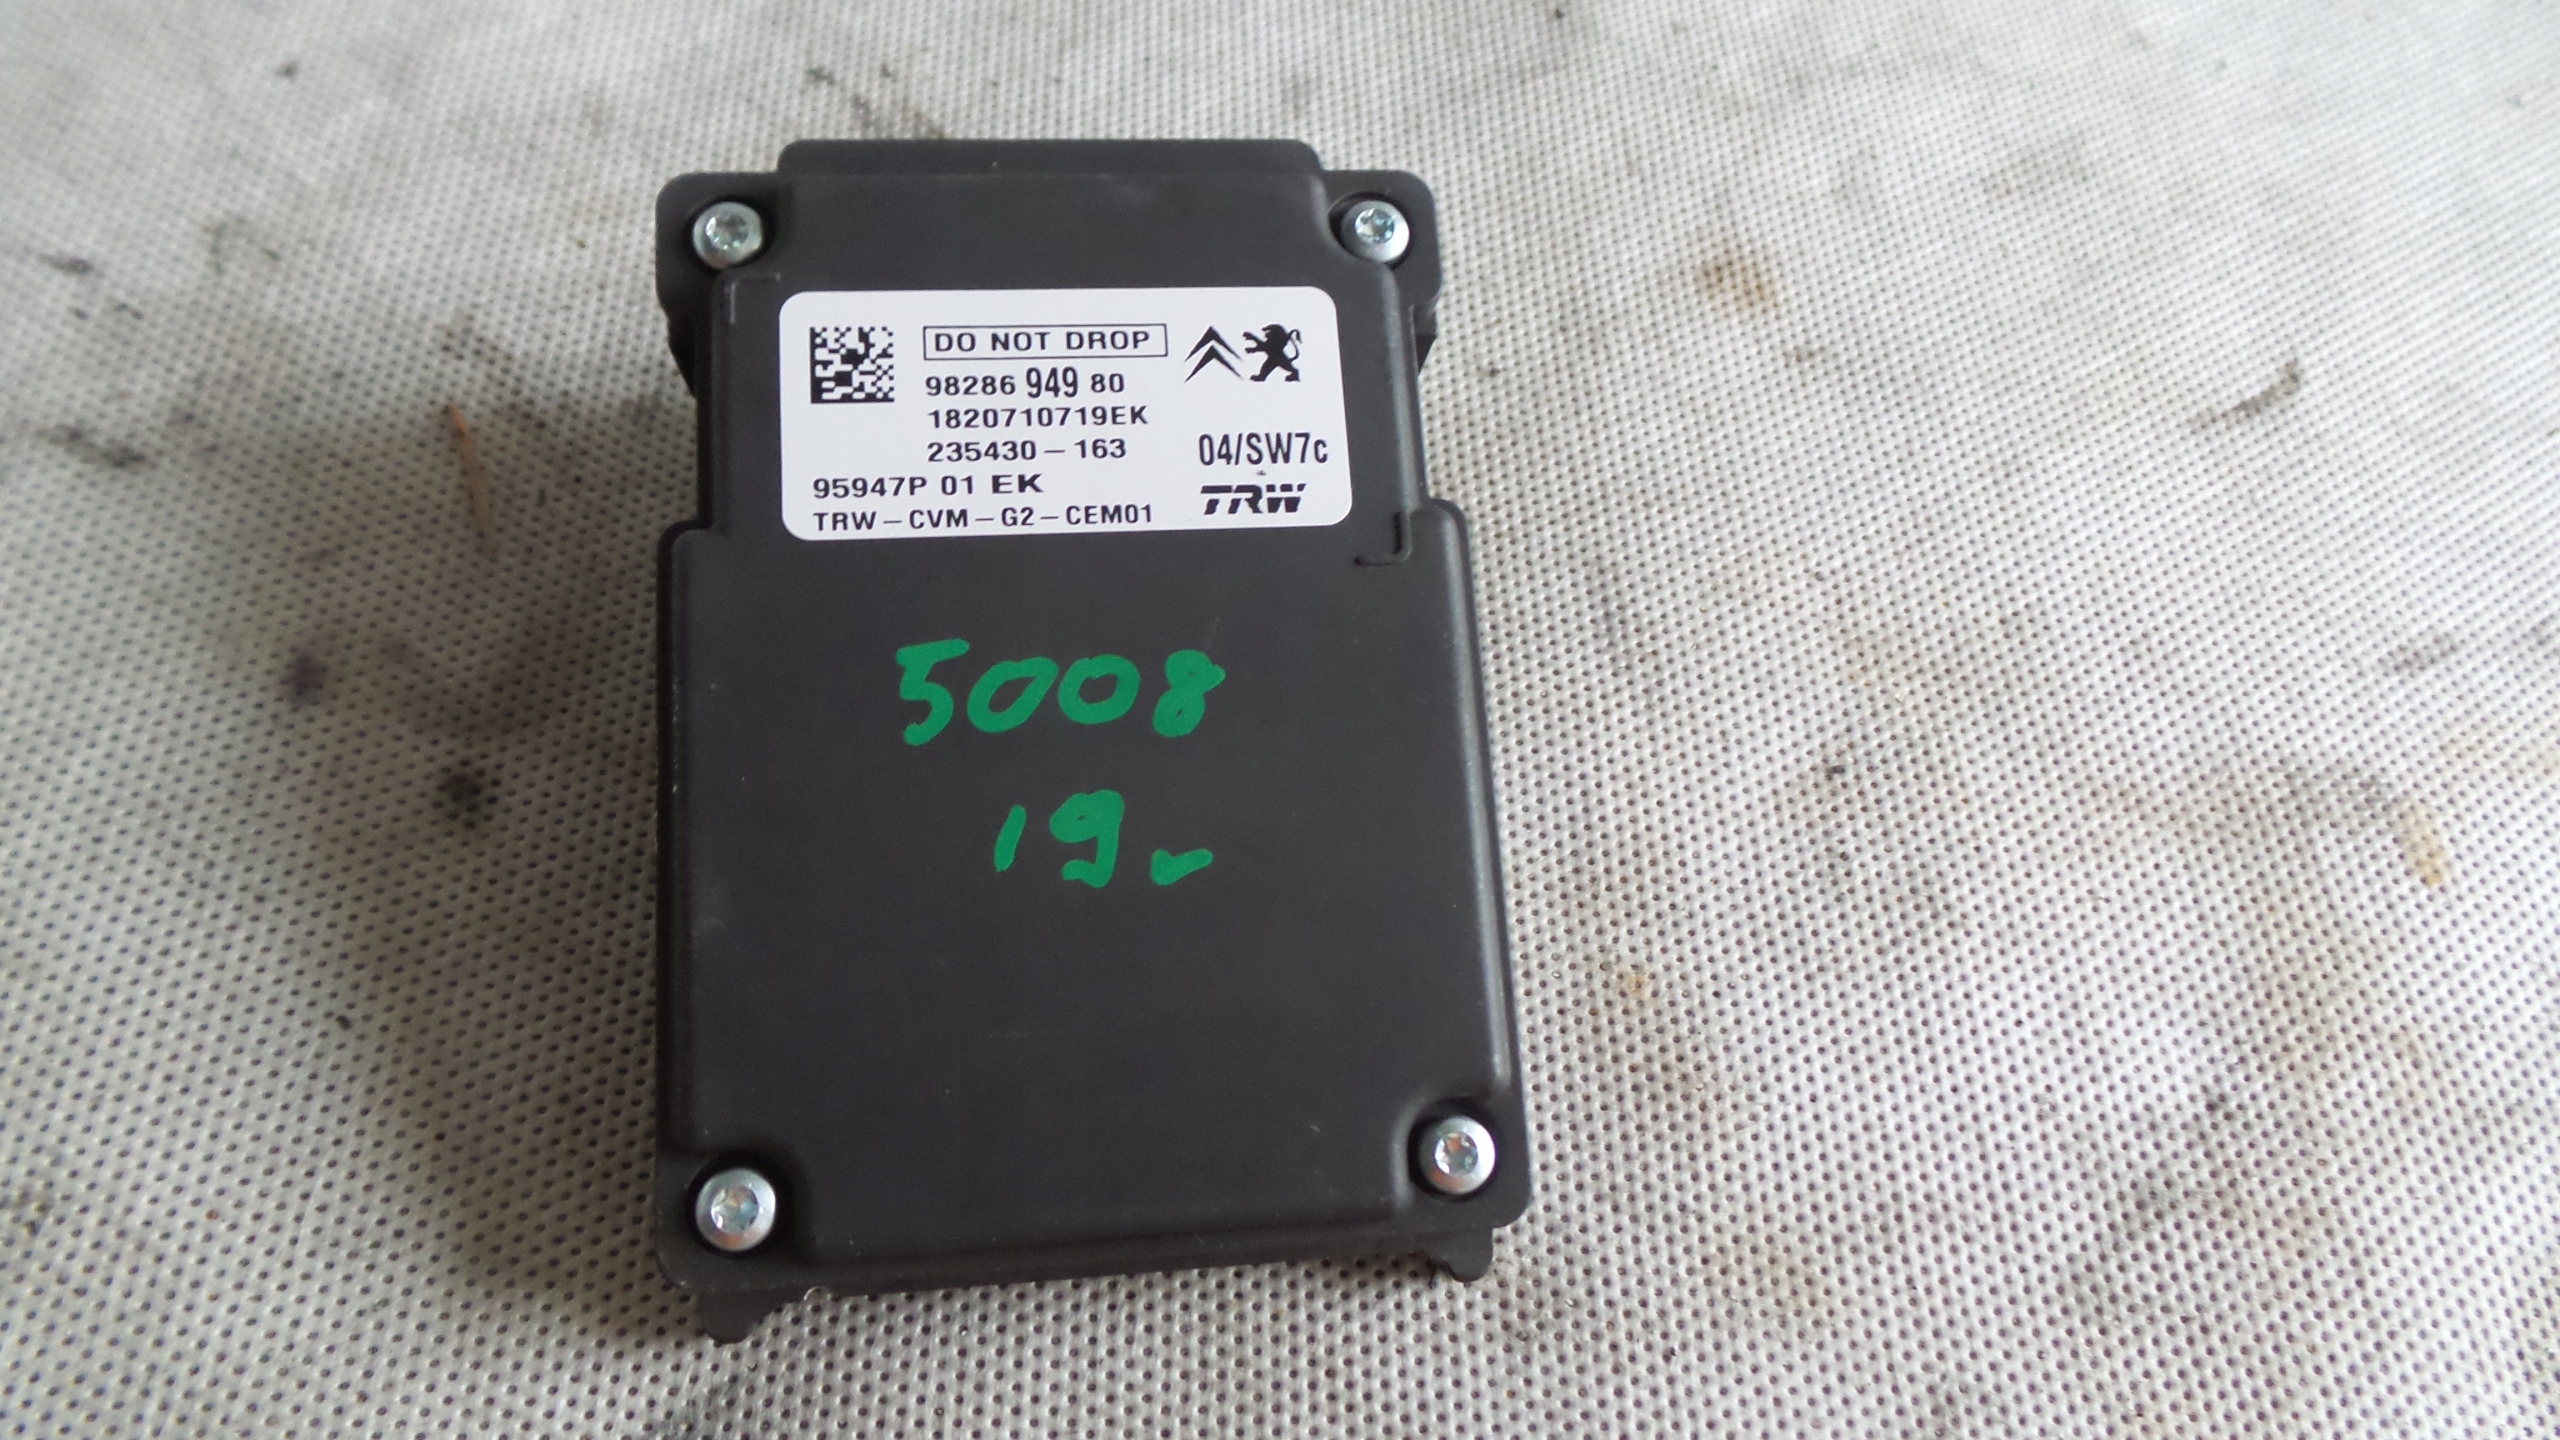 DO NOT DROP
98286 949 80
1820710719EK
235430-163
04/SW7c
95947P 01 EK
TRW
TRW-CVM-G2-CEM01
5008
19-